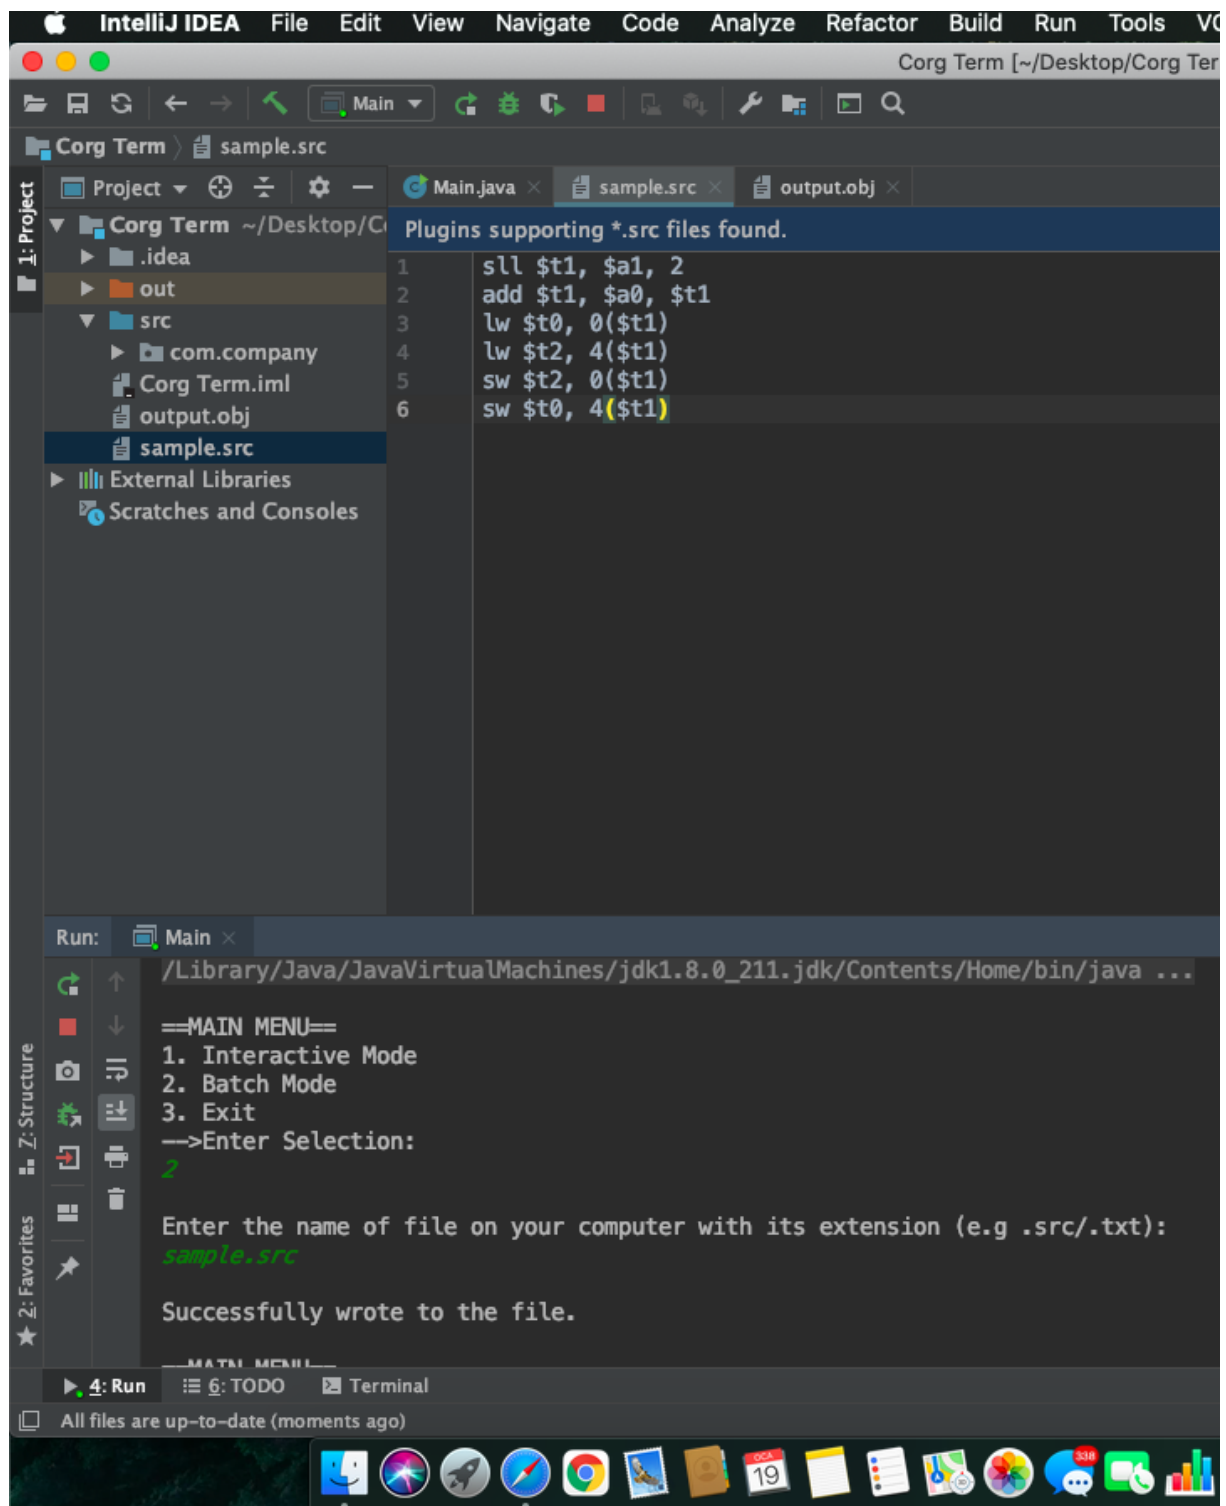 IntelliJ IDEA File Edit View Navigate Code Analyze Refactor Build Run Tools VC
Corg Term [~/Desktop/Corg Ter
Main
Corg Term sample.src
Project
Main.java sample.src output.obj
1: Project
Corg Term ~/Desktop/C
.idea
out
src
com.company
Corg Term.iml
output.obj
sample.src
External Libraries
Scratches and Consoles
Plugins supporting *.src files found.
1 sll $t1, $a1, 2
2 add $t1, $a0, $t1
3 lw $t0, 0($t1)
4 lw $t2, 4($t1)
5 sw $t2, 0($t1)
6 sw $t0, 4($t1)
Run: Main
/Library/Java/JavaVirtualMachines/jdk1.8.0_211.jdk/Contents/Home/bin/java ...
==MAIN MENU==
1. Interactive Mode
2. Batch Mode
3. Exit
-->Enter Selection:
2
Enter the name of file on your computer with its extension (e.g .src/.txt):
sample.src
Successfully wrote to the file.
==MAIN MENU==
Z: Structure
2: Favorites
4: Run 6: TODO Terminal
All files are up-to-date (moments ago)
OCA
19
338